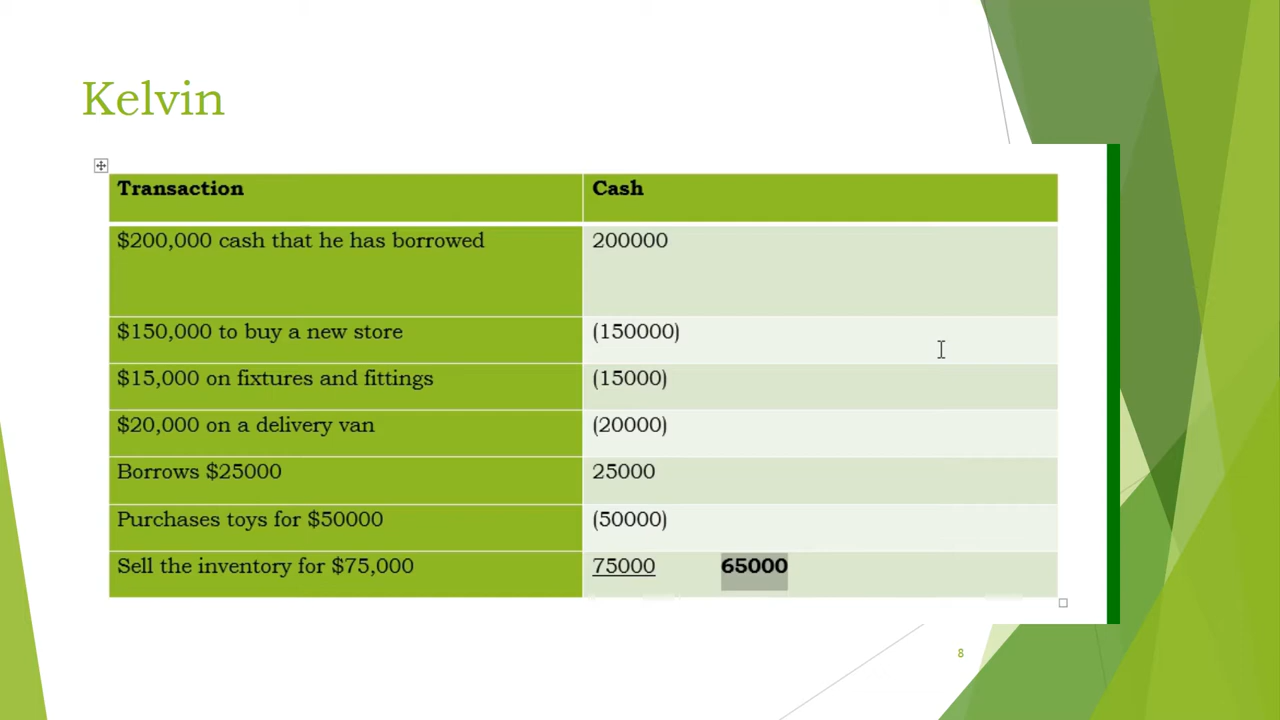 Kelvin
Transaction Cash
$200,000 cash that he has borrowed 200000
$150,000 to buy a new store (150000)
$15,000 on fixtures and fittings (15000)
$20,000 on a delivery van (20000)
Borrows $25000 25000
Purchases toys for $50000 (50000)
Sell the inventory for $75,000 75000 65000
8